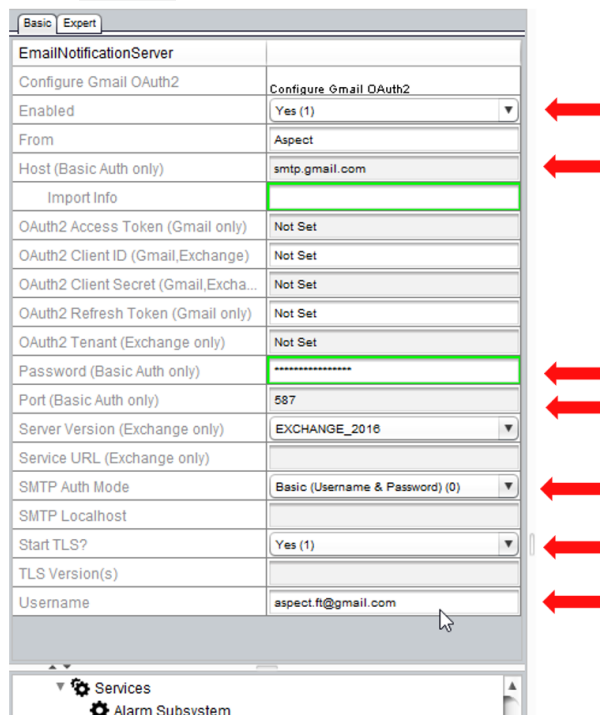 Basic Expert
EmailNotificationServer
Configure Gmail OAuth2 Configure Gmail OAuth2
Enabled Yes (1)
From Aspect
Host (Basic Auth only) smtp.gmail.com
Import Info
OAuth2 Access Token (Gmail only) Not Set
OAuth2 Client ID (Gmail,Exchange) Not Set
OAuth2 Client Secret (Gmail,Excha... Not Set
OAuth2 Refresh Token (Gmail only) Not Set
OAuth2 Tenant (Exchange only) Not Set
Password (Basic Auth only) ****************
Port (Basic Auth only) 587
Server Version (Exchange only) EXCHANGE_2016
Service URL (Exchange only)
SMTP Auth Mode Basic (Username & Password) (0)
SMTP Localhost
Start TLS? Yes (1)
TLS Version(s)
Username aspect.ft@gmail.com
Services
Alarm Subsystem